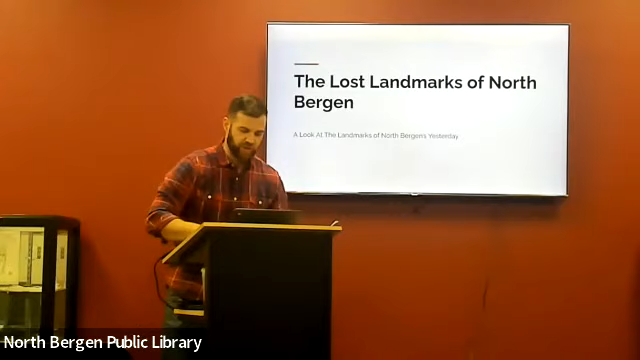 The Lost Landmarks of North
Bergen
A Look At The Landmarks of North Bergen's Yesterday
North Bergen Public Library